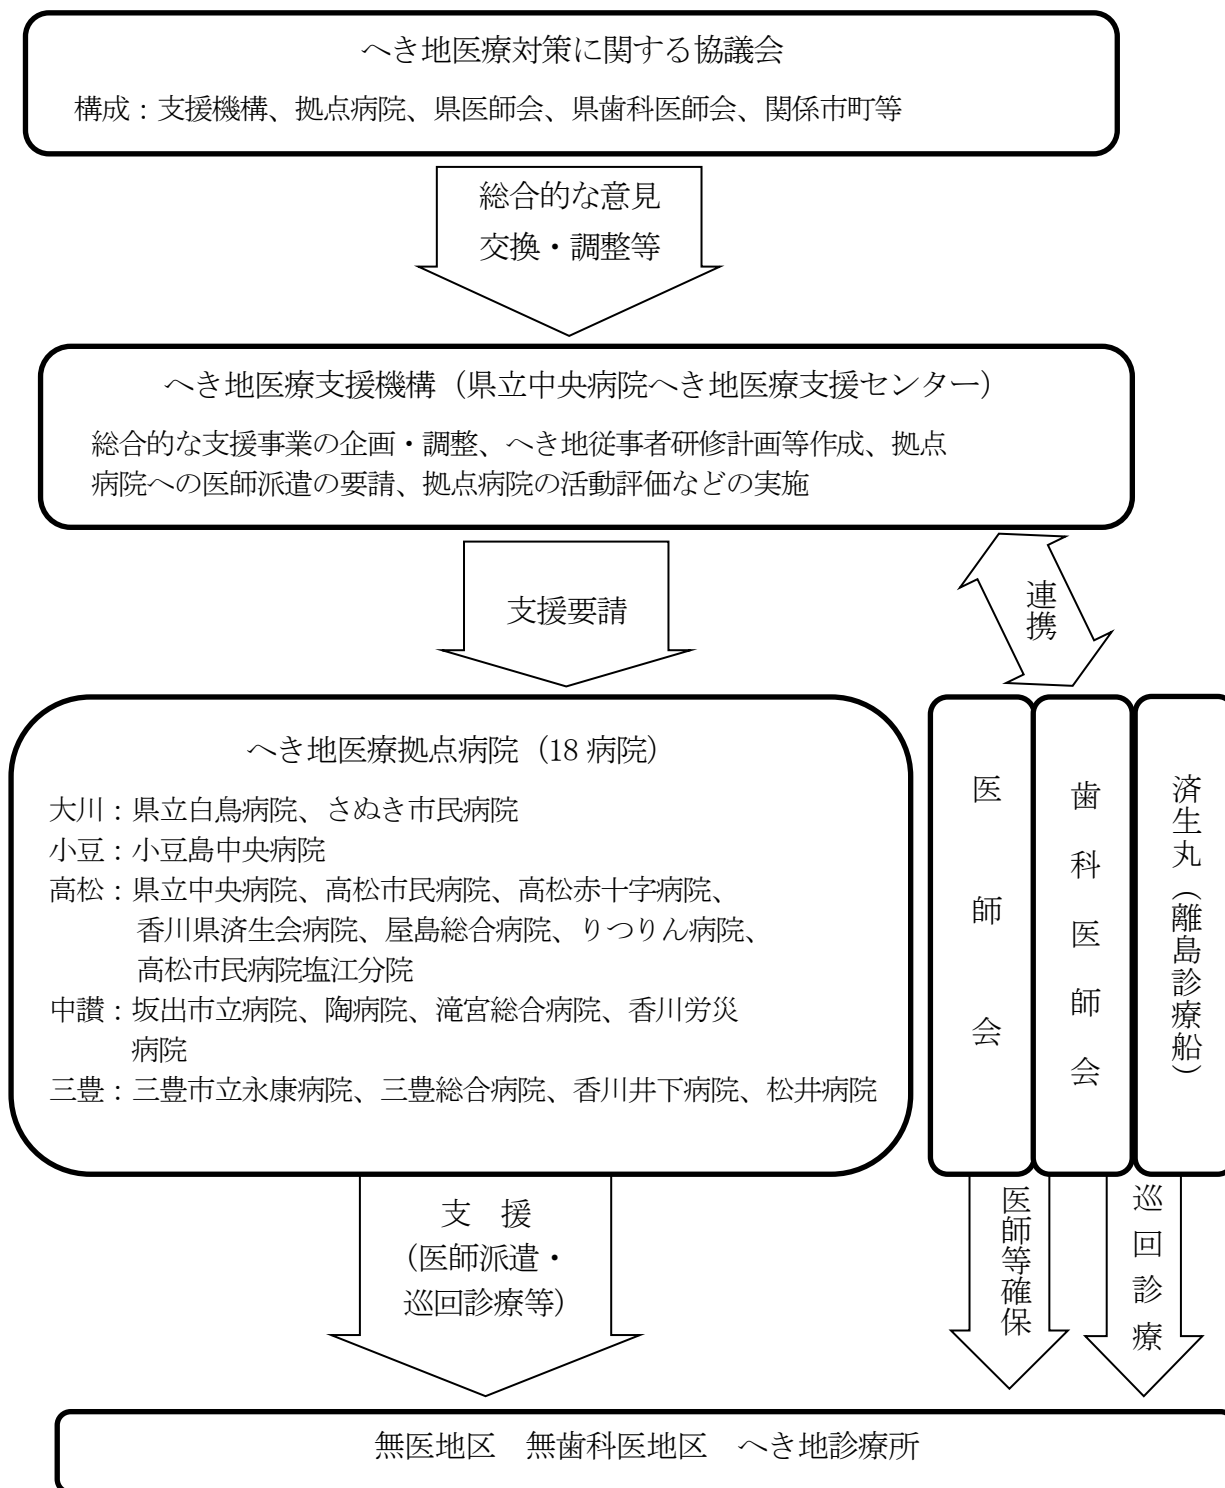 へき地医療対策に関する協議会
構成：支援機構、拠点病院、県医師会、県歯科医師会、関係市町等
総合的な意見
交換・調整等
へき地医療支援機構（県立中央病院へき地医療支援センター）
総合的な支援事業の企画・調整、へき地従事者研修計画等作成、拠点
病院への医師派遣の要請、拠点病院の活動評価などの実施
支援要請
連携
へき地医療拠点病院（18 病院）
大川：県立白鳥病院、さぬき市民病院
小豆：小豆島中央病院
高松：県立中央病院、高松市民病院、高松赤十字病院、
香川県済生会病院、屋島総合病院、りつりん病院、
高松市民病院塩江分院
中讃：坂出市立病院、陶病院、滝宮総合病院、香川労災
病院
三豊：三豊市立永康病院、三豊総合病院、香川井下病院、松井病院
医師会
歯科医師会
済生丸（離島診療船）
支　援
（医師派遣・
巡回診療等）
医師等確保
巡回診療
無医地区　無歯科医地区　へき地診療所